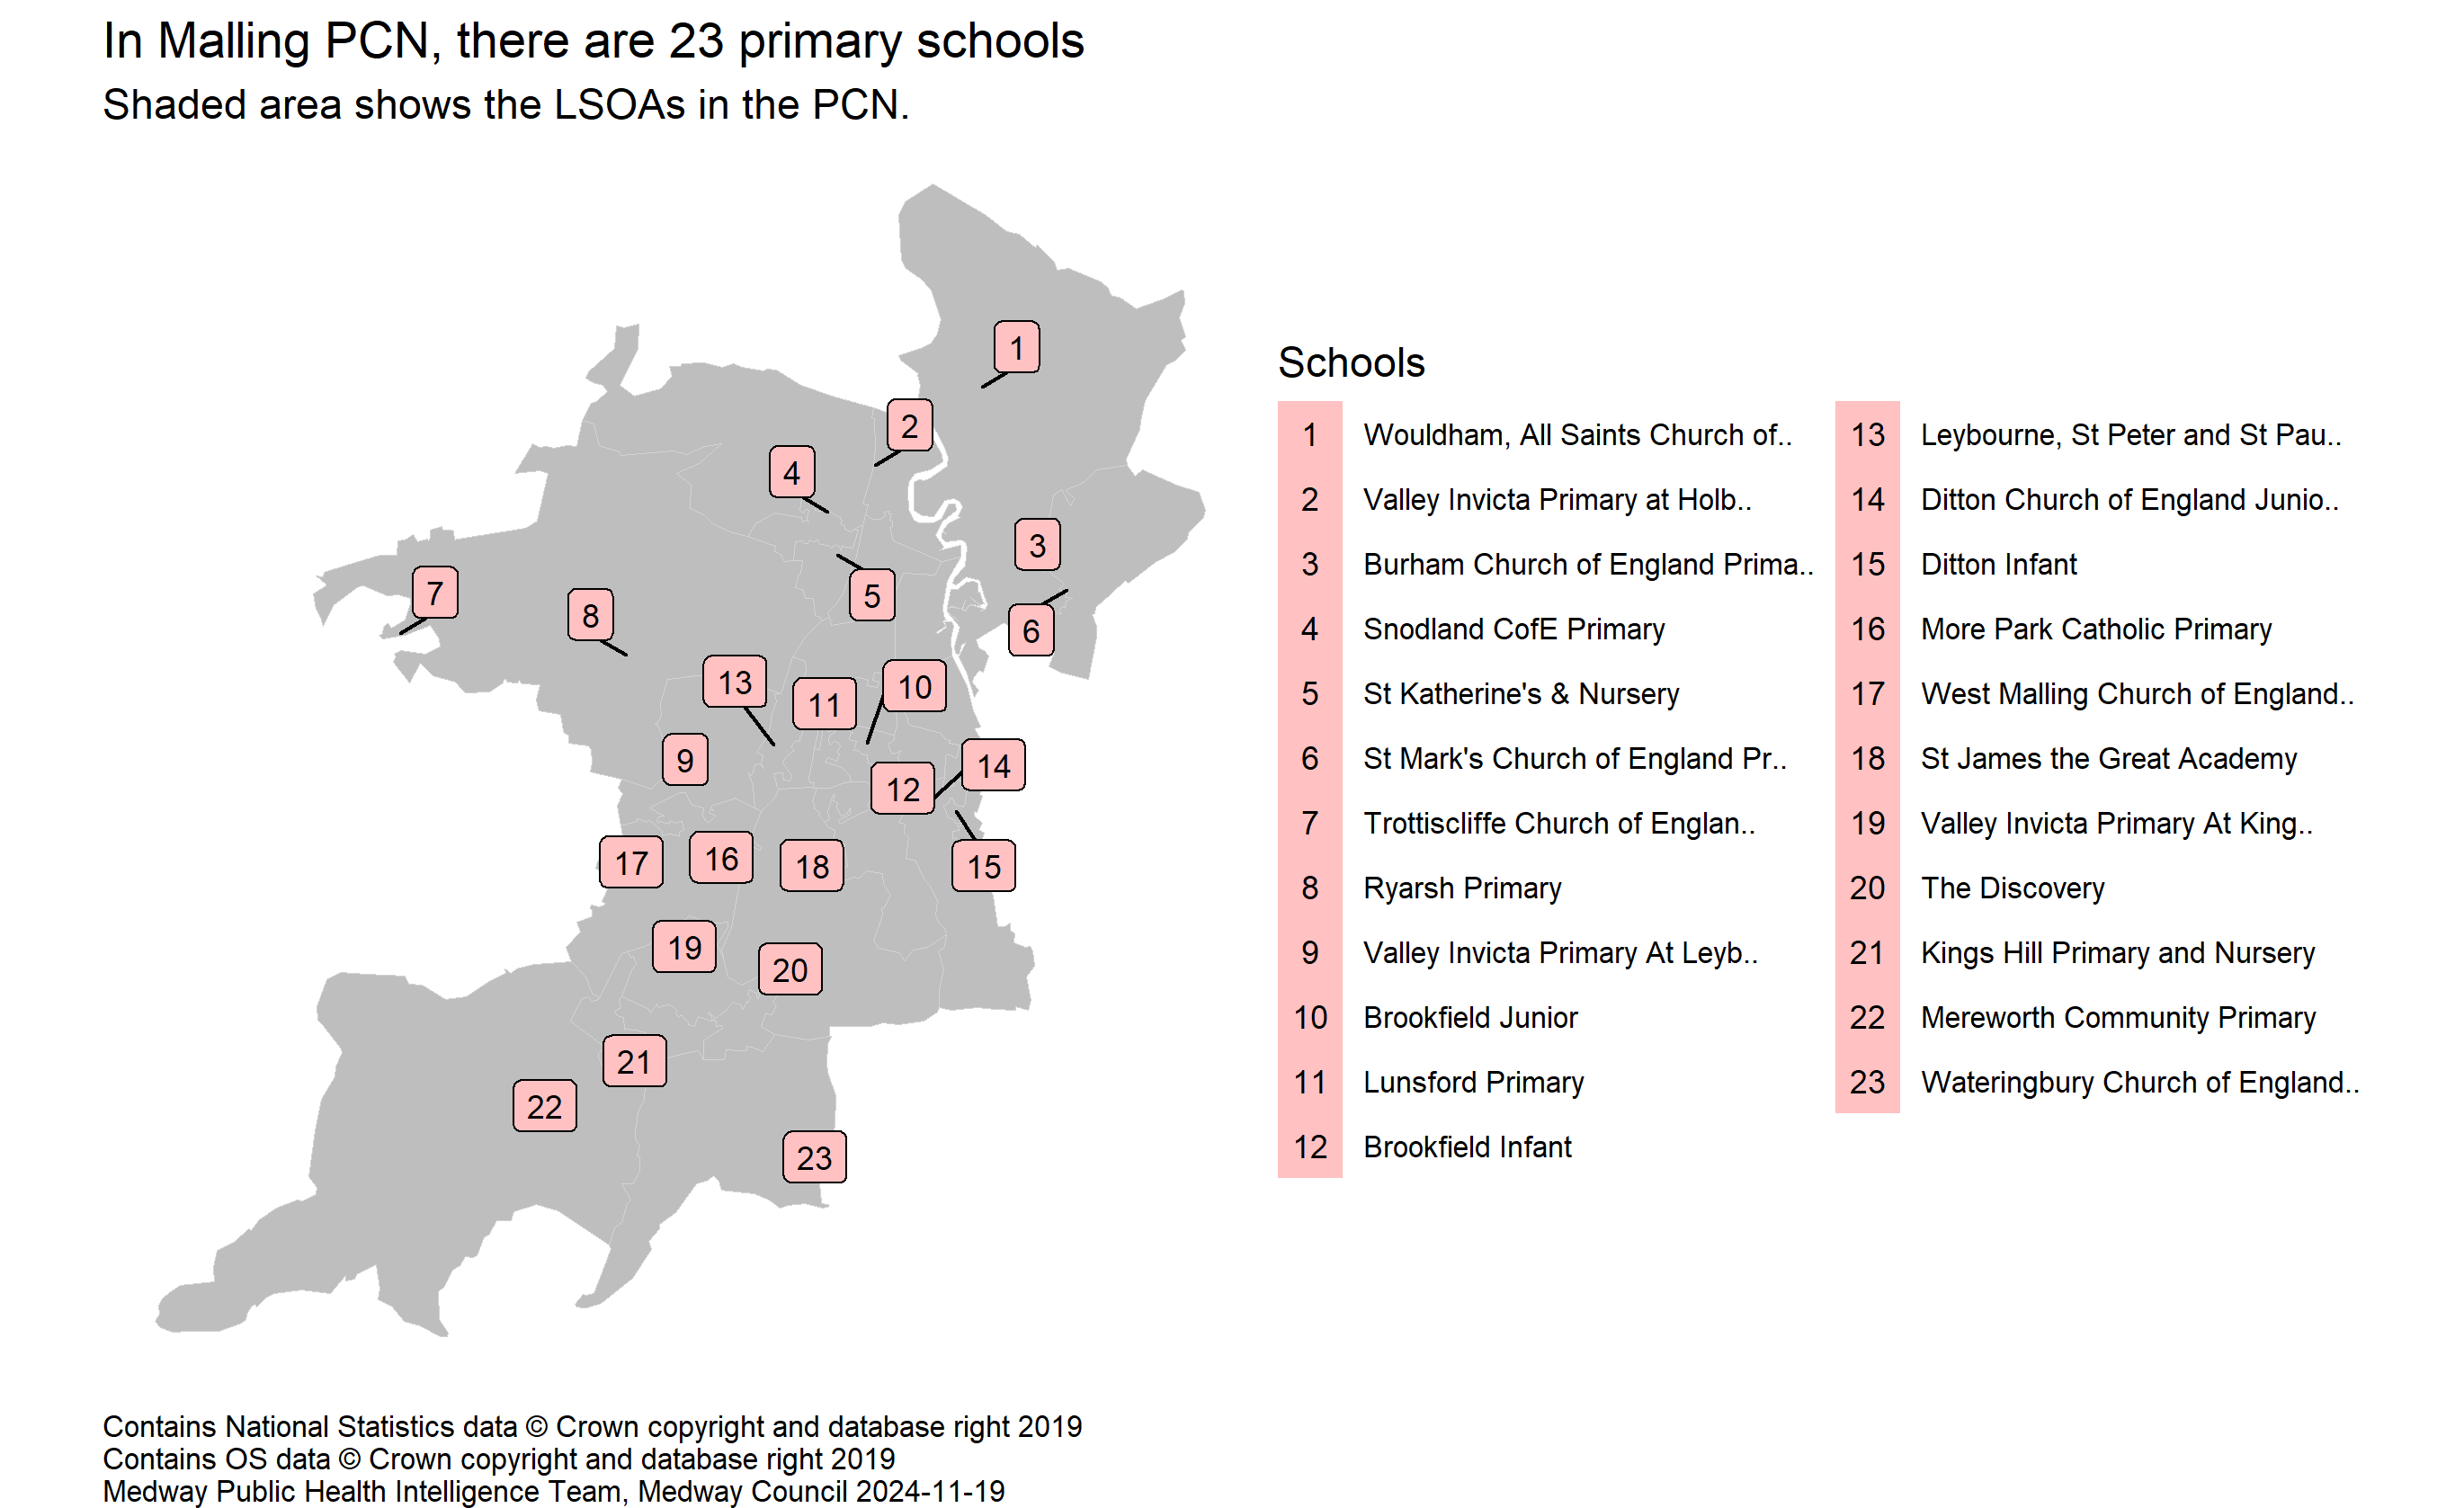 In Malling PCN, there are 23 primary schools
Shaded area shows the LSOAs in the PCN.
1
2
4
3
7
8
5
6
13
11
10
9
12
14
17
16
18
15
19
20
21
22
23
Schools
1 Wouldham, All Saints Church of..
2 Valley Invicta Primary at Holb..
3 Burham Church of England Prima..
4 Snodland CofE Primary
5 St Katherine's & Nursery
6 St Mark's Church of England Pr..
7 Trottiscliffe Church of Englan..
8 Ryarsh Primary
9 Valley Invicta Primary At Leyb..
10 Brookfield Junior
11 Lunsford Primary
12 Brookfield Infant
13 Leybourne, St Peter and St Pau..
14 Ditton Church of England Junio..
15 Ditton Infant
16 More Park Catholic Primary
17 West Malling Church of England..
18 St James the Great Academy
19 Valley Invicta Primary At King..
20 The Discovery
21 Kings Hill Primary and Nursery
22 Mereworth Community Primary
23 Wateringbury Church of England..
Contains National Statistics data © Crown copyright and database right 2019
Contains OS data © Crown copyright and database right 2019
Medway Public Health Intelligence Team, Medway Council 2024-11-19